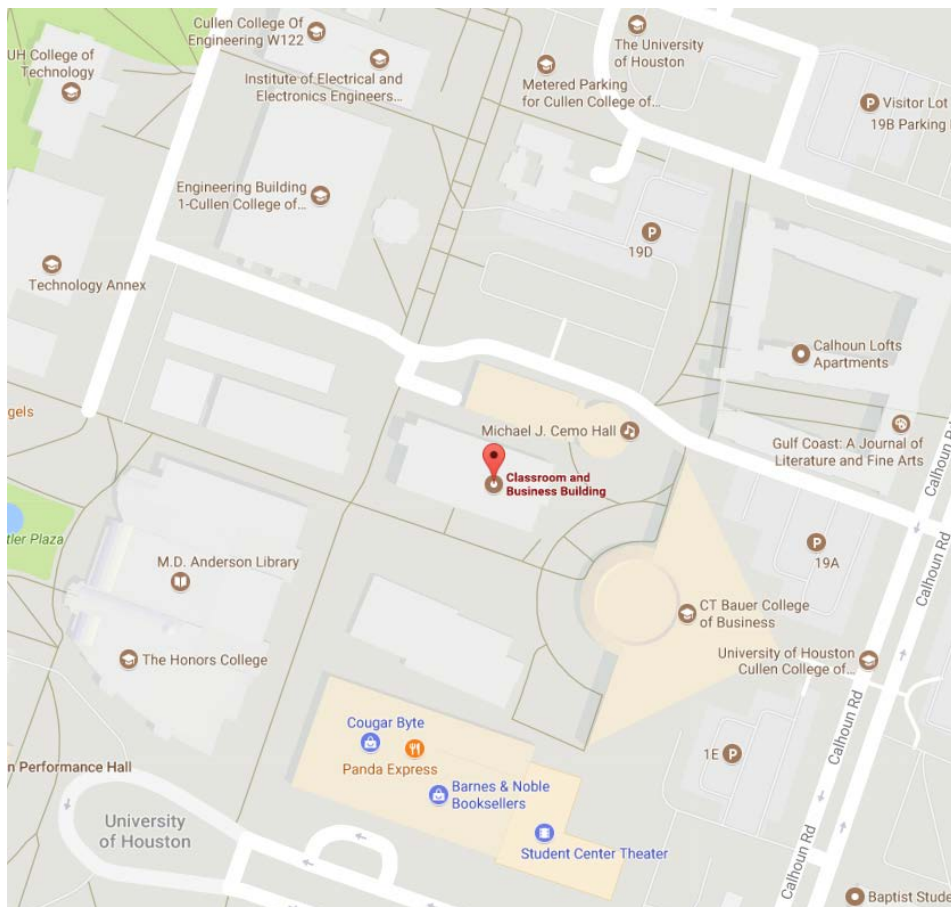 Cullen College Of
Engineering W122
The University
of Houston
UH College of
Technology
Institute of Electrical and
Electronics Engineers...
Metered Parking
for Cullen College of...
Visitor Lot
19B Parking
P
Engineering Building
1-Cullen College of...
P
19D
Technology Annex
Calhoun Lofts
Apartments
gels
Michael J. Cemo Hall
Gulf Coast: A Journal of
Literature and Fine Arts
Calhoun Rd
Classroom and
Business Building
Calhoun Rd
tler Plaza
P
19A
M.D. Anderson Library
CT Bauer College
of Business
The Honors College
University of Houston
Cullen College of...
Cougar Byte
Calhoun Rd
Panda Express
1E P
n Performance Hall
Barnes & Noble
Booksellers
University
of Houston
Student Center Theater
Calhoun Rd
Baptist Stude